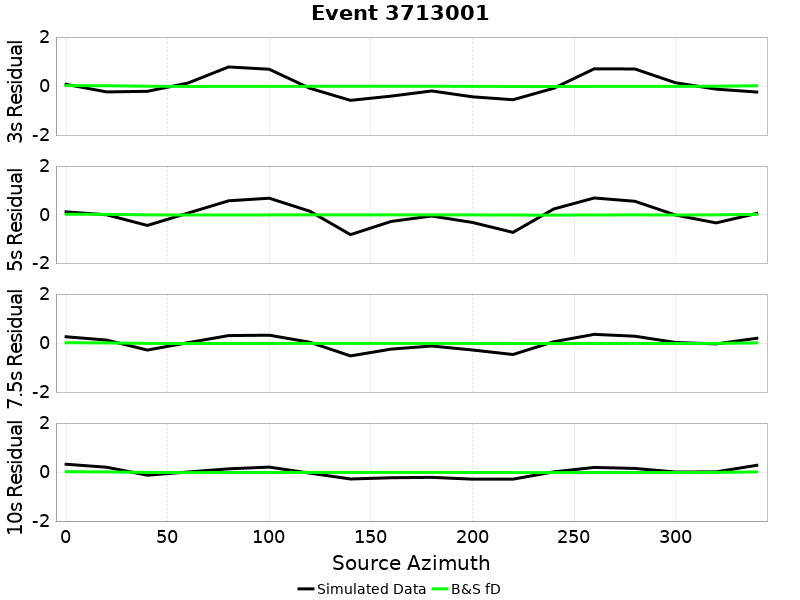 Event 3713001
3s Residual
2
0
-2
5s Residual
2
0
-2
7.5s Residual
2
0
-2
10s Residual
2
0
-2
0 50 100 150 200 250 300
Source Azimuth
Simulated Data B&S fD